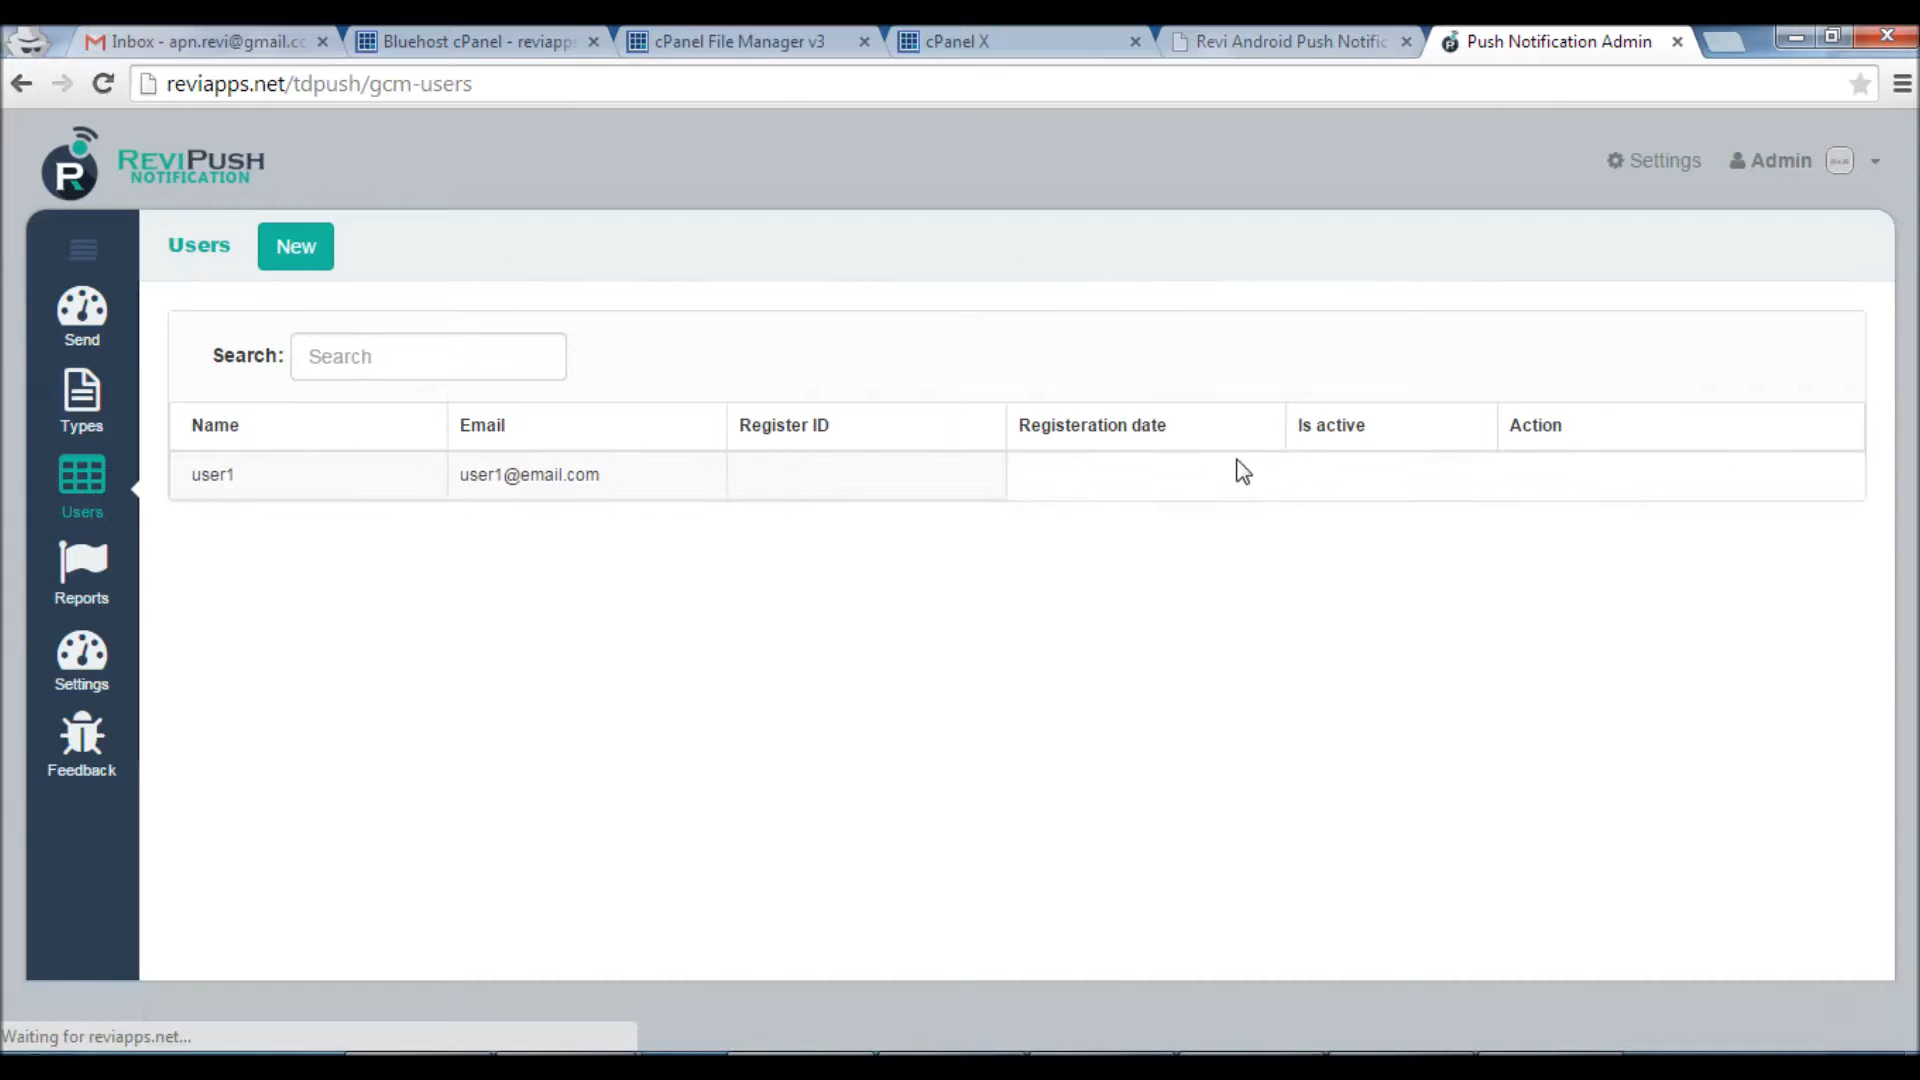 Inbox - apn.revi@gmail.cc
Bluehost cPanel - reviapps
cPanel File Manager v3
cPanel X
Revi Android Push Notific
Push Notification Admin
reviapps.net/tdpush/gcm-users
R
REVIPUSH
NOTIFICATION
Settings
Admin
Users
New
Send
Types
Users
Reports
Settings
Feedback
Search: Search
Name Email Register ID Registeration date Is active Action
user1 user1@email.com
Waiting for reviapps.net...